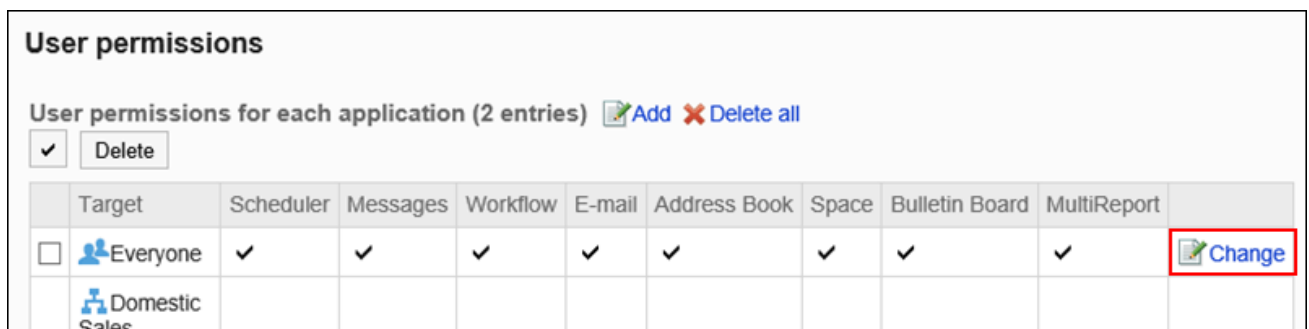 User permissions
User permissions for each application (2 entries) Add Delete all
Delete
Target Scheduler Messages Workflow E-mail Address Book Space Bulletin Board MultiReport
Everyone Change
Domestic
Sales